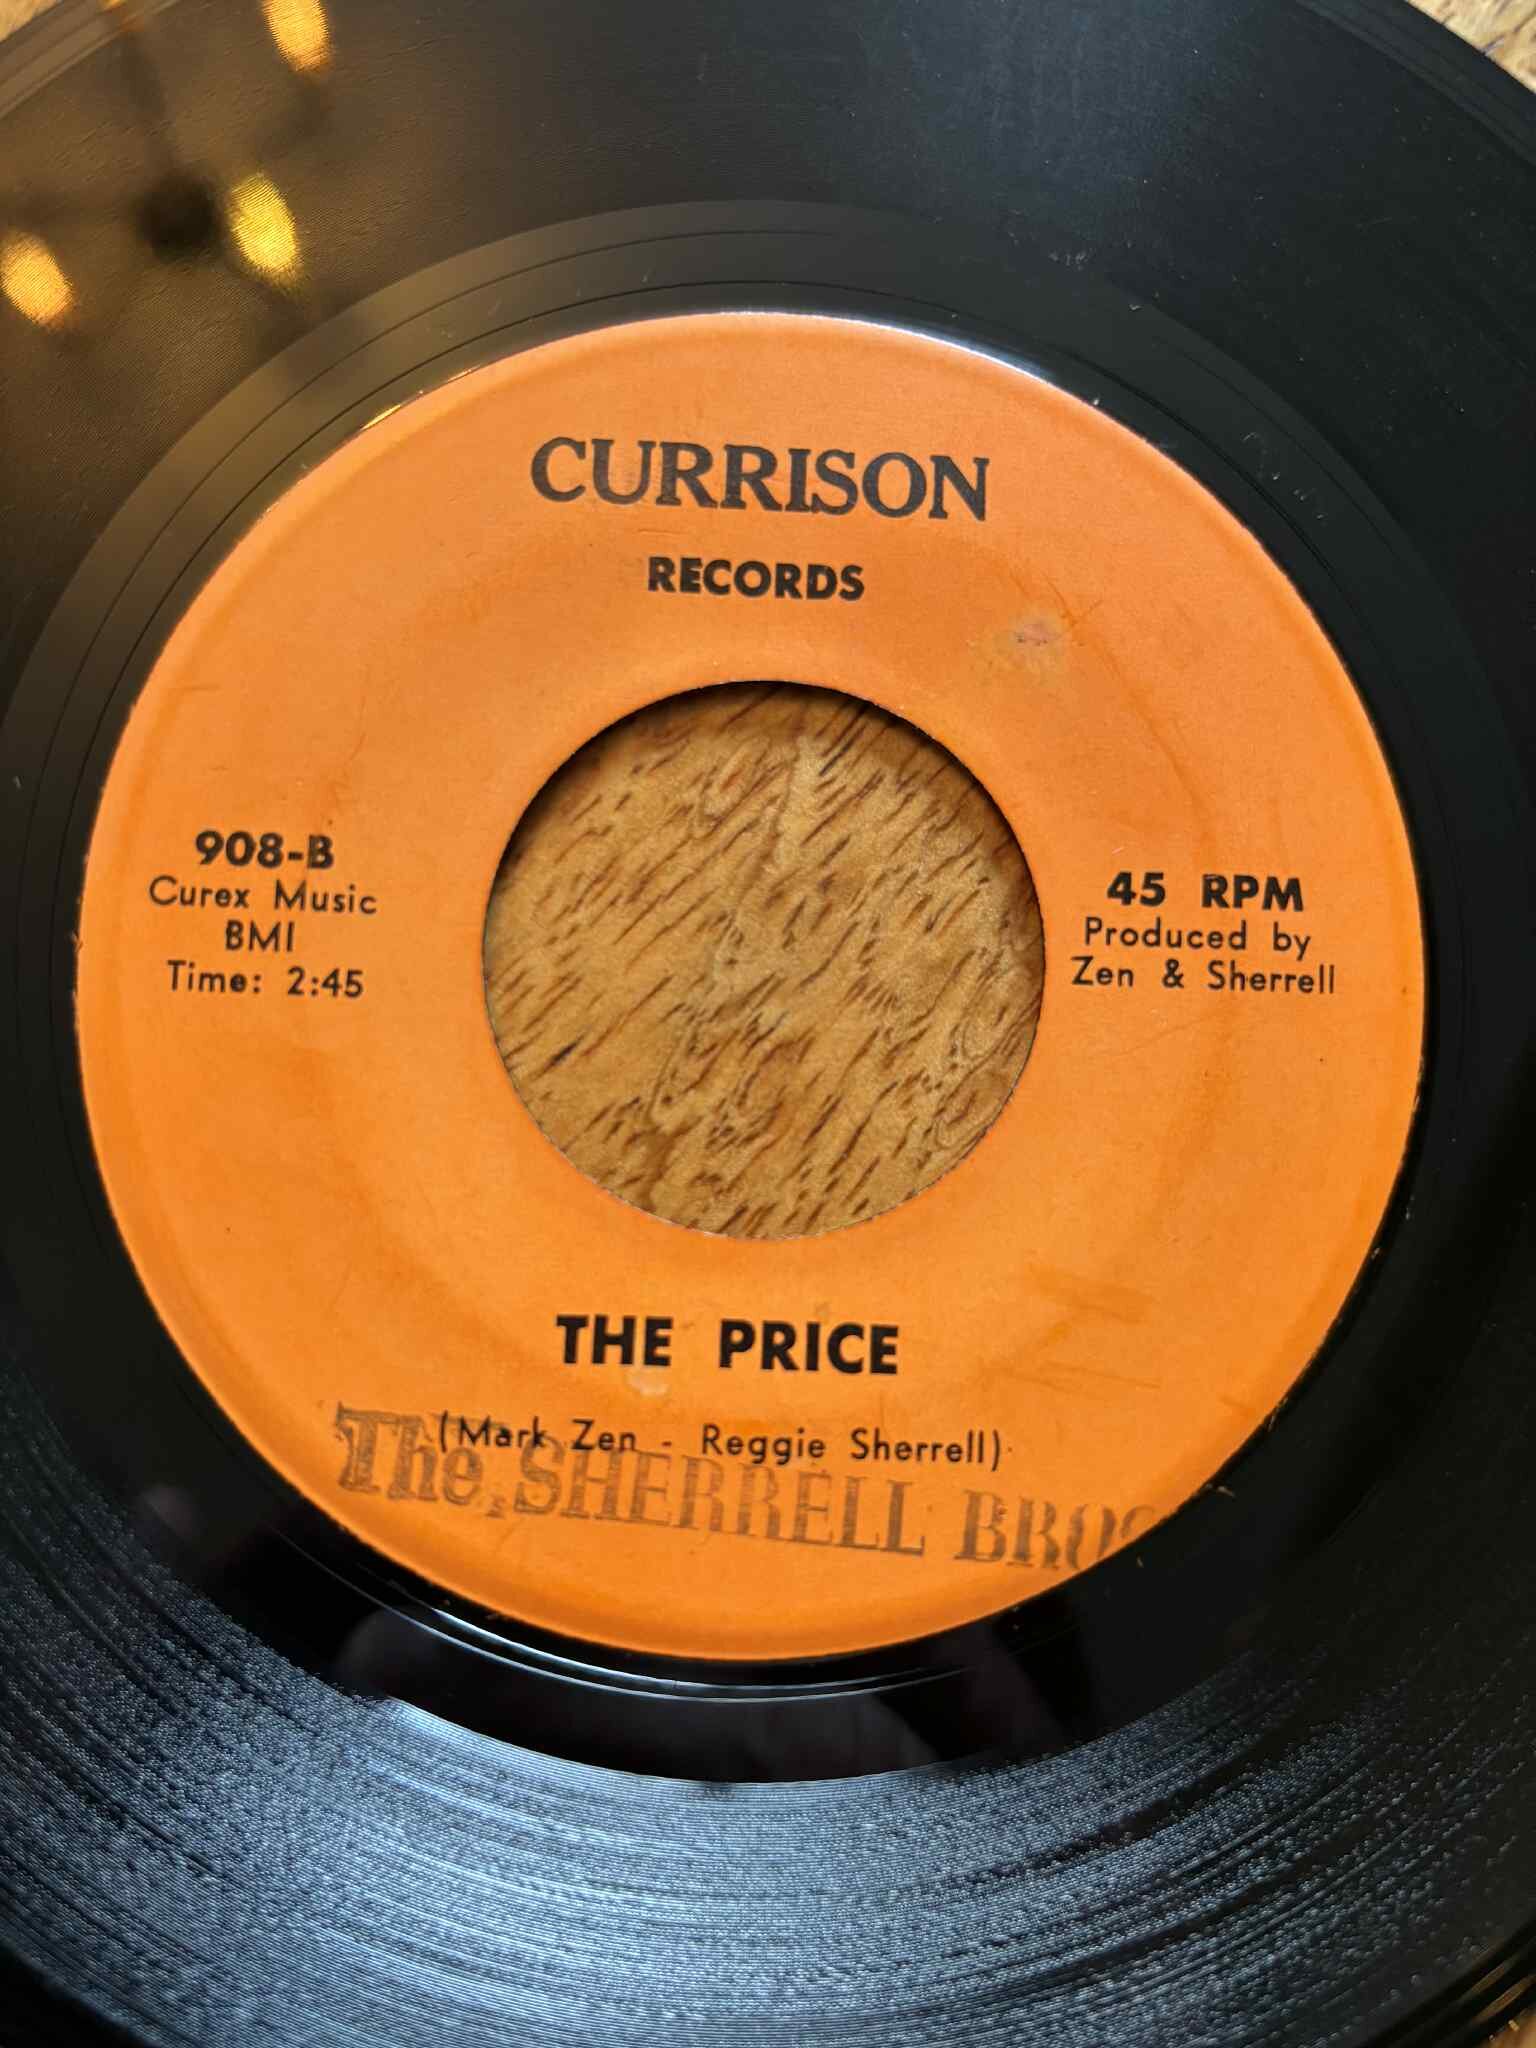 CURRISON
RECORDS
908-B
Curex Music
BMI
Time: 2:45
45 RPM
Produced by
Zen & Sherrell
THE PRICE
(Mark Zen - Reggie Sherrell)
The SHERRELL BROS